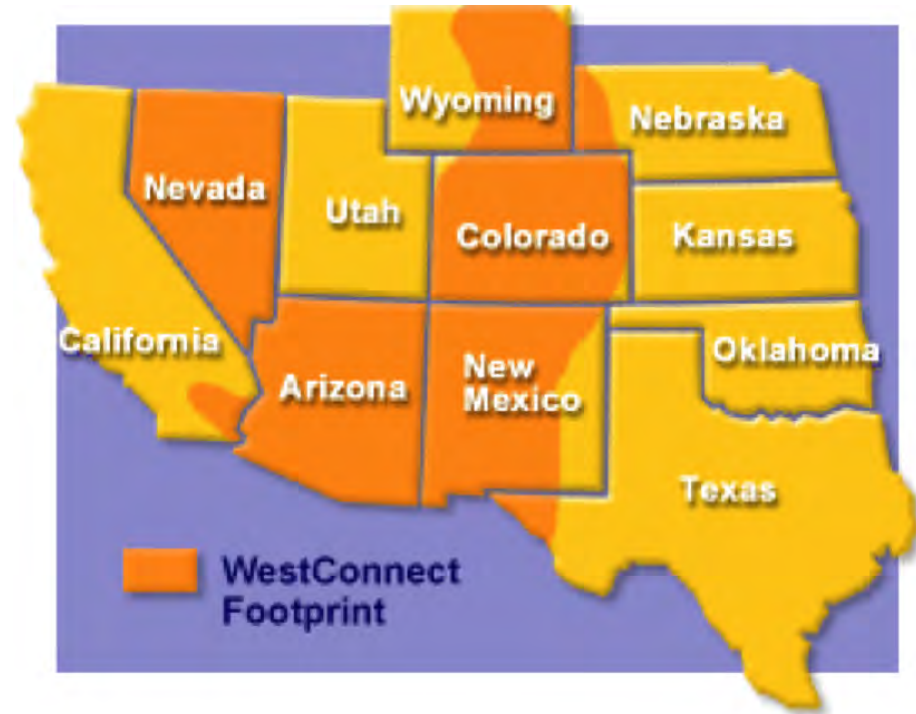 Wyoming
Nebraska
Nevada
Utah
Colorado
Kansas
California
Arizona
New
Mexico
Oklahoma
Texas
WestConnect
Footprint